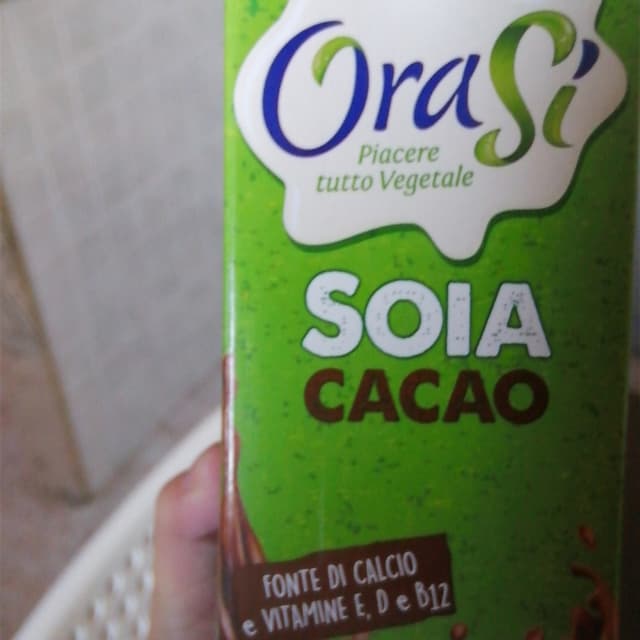 OraSì
Piacere
tutto Vegetale
SOIA
CACAO
FONTE DI CALCIO
e VITAMINE E, D e B12